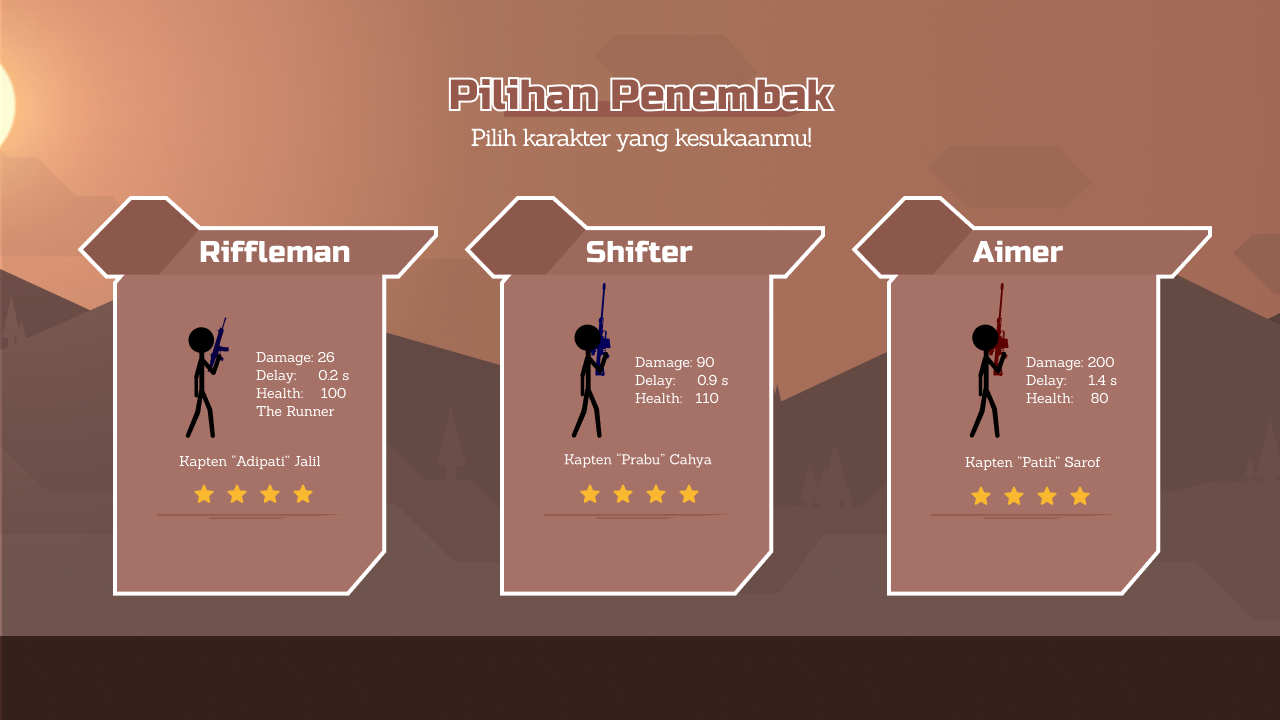 Pilihan Penembak
Pilih karakter yang kesukaanmu!
Riffleman
Damage: 26
Delay: 0.2 s
Health: 100
The Runner
Kapten "Adipati" Jalil
Shifter
Damage: 90
Delay: 0.9 s
Health: 110
Kapten "Prabu" Cahya
Aimer
Damage: 200
Delay: 1.4 s
Health: 80
Kapten "Patih" Sarof